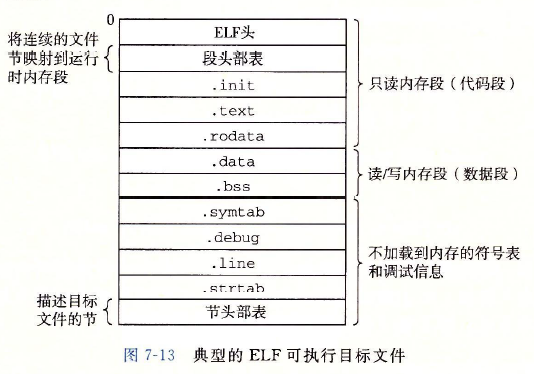 0
将连续的文件
节映射到运行
时内存段
ELF头
段头部表
.init
.text
.rodata
只读内存段（代码段）
.data
.bss
读/写内存段（数据段）
.symtab
.debug
.line
.strtab
不加载到内存的符号表
和调试信息
描述目标
文件的节
节头部表
图 7-13 典型的 ELF 可执行目标文件